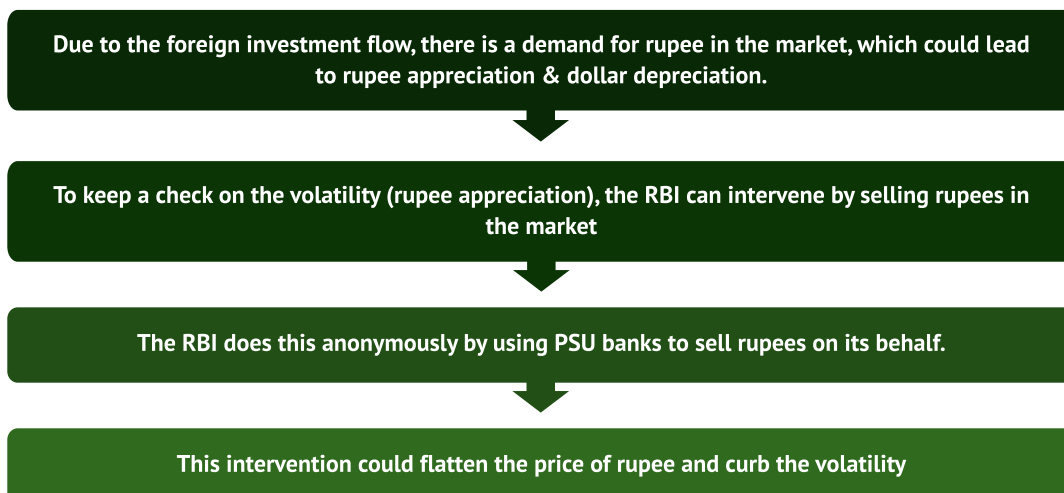 Due to the foreign investment flow, there is a demand for rupee in the market, which could lead
to rupee appreciation & dollar depreciation.
To keep a check on the volatility (rupee appreciation), the RBI can intervene by selling rupees in
the market
The RBI does this anonymously by using PSU banks to sell rupees on its behalf.
This intervention could flatten the price of rupee and curb the volatility